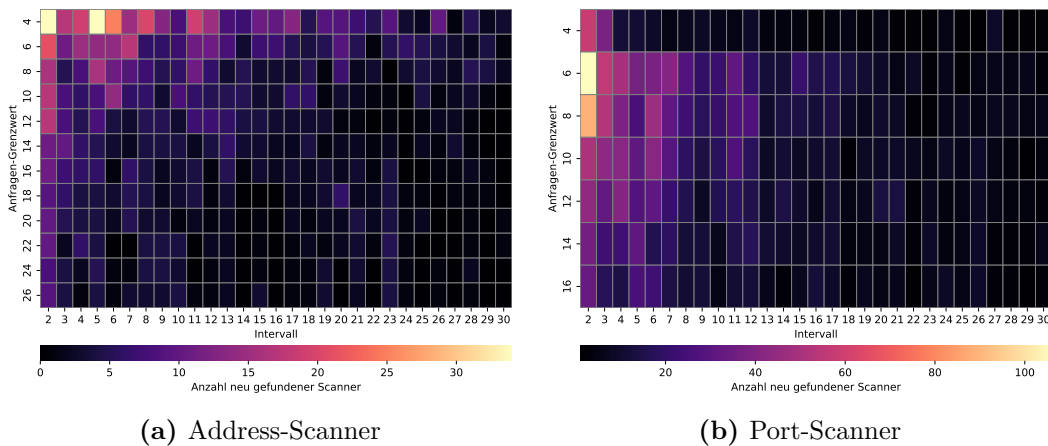 Anfragen-Grenzwert
4
6
8
10
12
14
16
18
20
22
24
26
2 3 4 5 6 7 8 9 10 11 12 13 14 15 16 17 18 19 20 21 22 23 24 25 26 27 28 29 30
Intervall
0 5 10 15 20 25 30
Anzahl neu gefundener Scanner
(a) Address-Scanner
Anfragen-Grenzwert
4
6
8
10
12
14
16
2 3 4 5 6 7 8 9 10 11 12 13 14 15 16 17 18 19 20 21 22 23 24 25 26 27 28 29 30
Intervall
20 40 60 80 100
Anzahl neu gefundener Scanner
(b) Port-Scanner